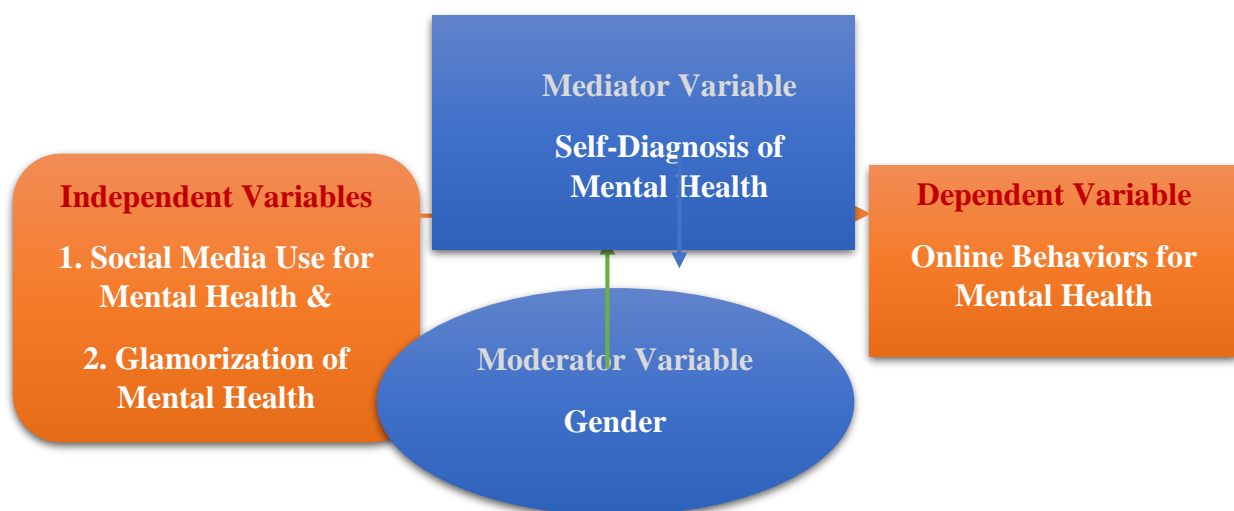 Mediator Variable
Self-Diagnosis of
Mental Health
Independent Variables
1. Social Media Use for
Mental Health &
2. Glamorization of
Mental Health
Dependent Variable
Online Behaviors for
Mental Health
Moderator Variable
Gender